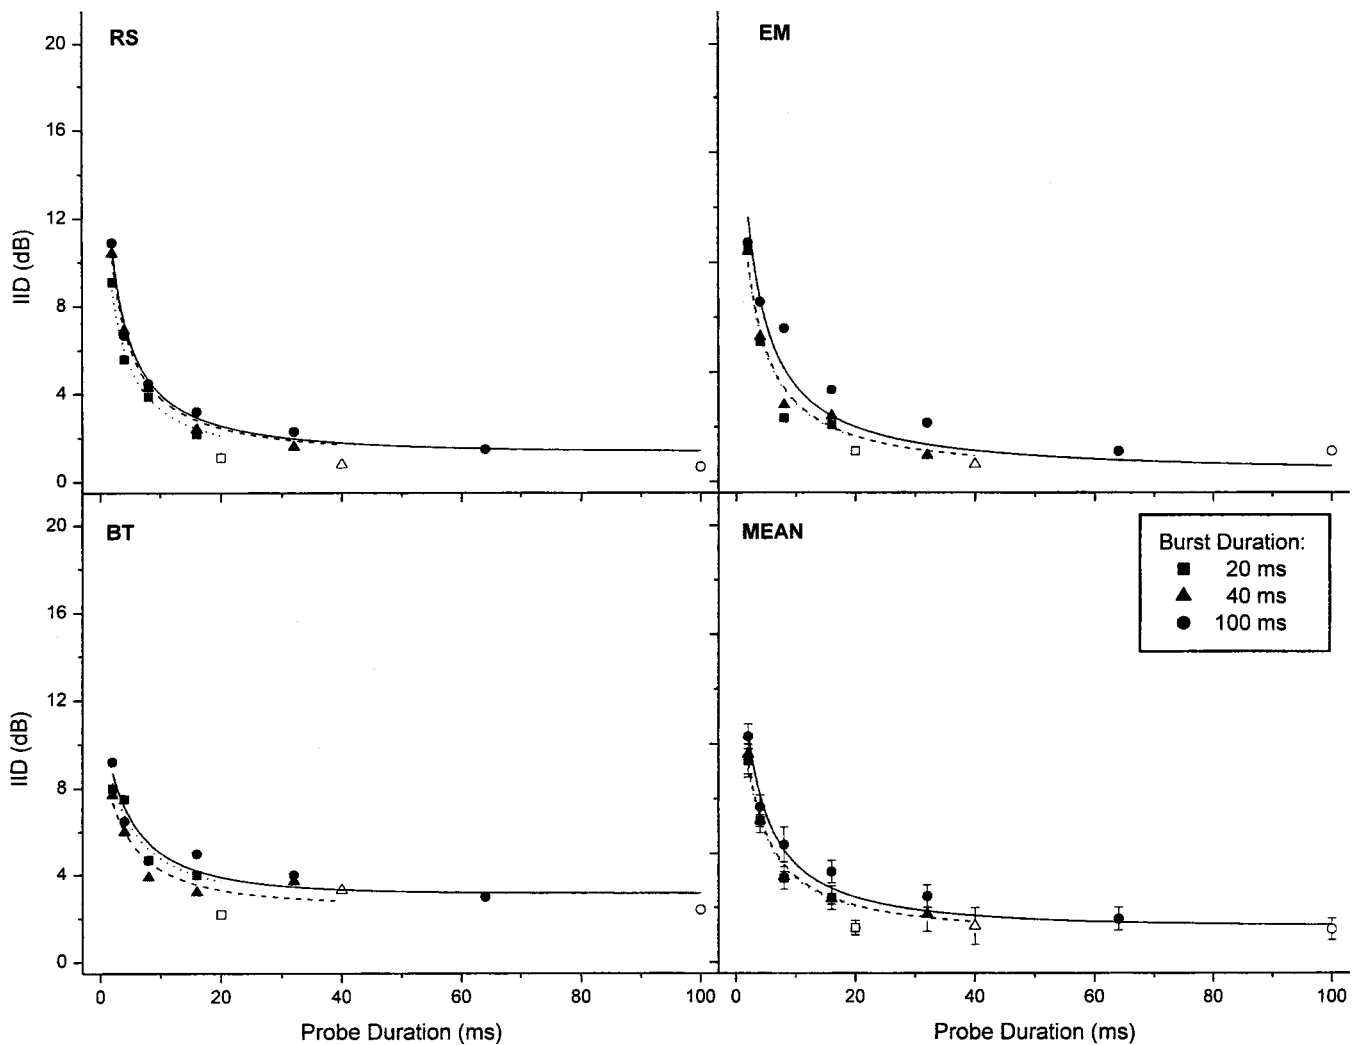 RS
EM
20
16
12
8
4
0
IID (dB)
BT
MEAN
20
16
12
8
4
0
IID (dB)
Burst Duration:
20 ms
40 ms
100 ms
0 20 40 60 80 100
0 20 40 60 80 100
Probe Duration (ms)
Probe Duration (ms)